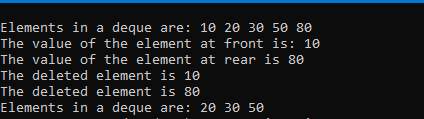 Elements in a deque are: 10 20 30 50 80
The value of the element at front is: 10
The value of the element at rear is 80
The deleted element is 10
The deleted element is 80
Elements in a deque are: 20 30 50